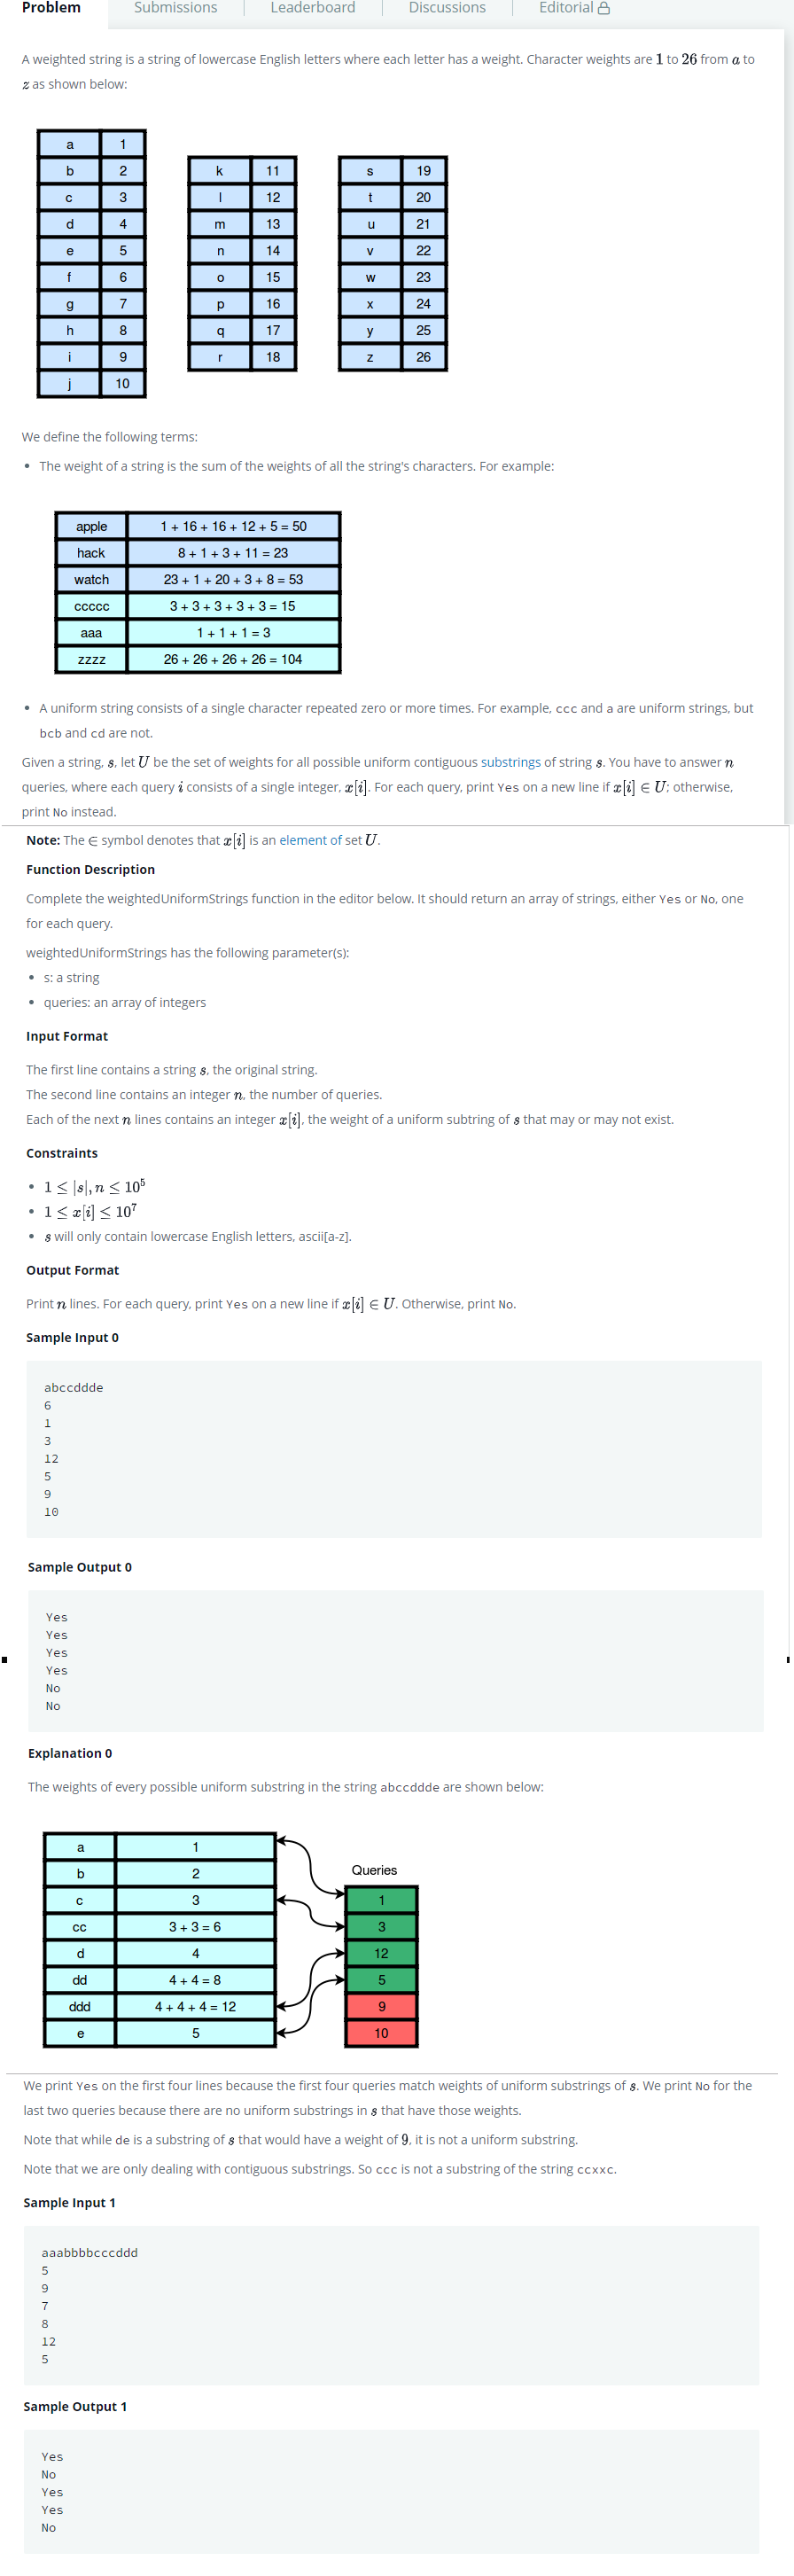 Problem Submissions Leaderboard Discussions Editorial
A weighted string is a string of lowercase English letters where each letter has a weight. Character weights are 1 to 26 from a to
z as shown below:
a 1
b 2 k 11 s 19
c 3 l 12 t 20
d 4 m 13 u 21
e 5 n 14 v 22
f 6 o 15 w 23
g 7 p 16 x 24
h 8 q 17 y 25
i 9 r 18 z 26
j 10
We define the following terms:
• The weight of a string is the sum of the weights of all the string's characters. For example:
apple 1 + 16 + 16 + 12 + 5 = 50
hack 8 + 1 + 3 + 11 = 23
watch 23 + 1 + 20 + 3 + 8 = 53
ccccc 3 + 3 + 3 + 3 + 3 = 15
aaa 1 + 1 + 1 = 3
zzzz 26 + 26 + 26 + 26 = 104
• A uniform string consists of a single character repeated zero or more times. For example, ccc and a are uniform strings, but
bcb and cd are not.
Given a string, s, let U be the set of weights for all possible uniform contiguous substrings of string s. You have to answer n
queries, where each query i consists of a single integer, x[i]. For each query, print Yes on a new line if x[i] ∈ U; otherwise,
print No instead.
Note: The ∈ symbol denotes that x[i] is an element of set U.
Function Description
Complete the weightedUniformStrings function in the editor below. It should return an array of strings, either Yes or No, one
for each query.
weightedUniformStrings has the following parameter(s):
• s: a string
• queries: an array of integers
Input Format
The first line contains a string s, the original string.
The second line contains an integer n, the number of queries.
Each of the next n lines contains an integer x[i], the weight of a uniform subtring of s that may or may not exist.
Constraints
• 1 ≤ |s|, n ≤ 10⁵
• 1 ≤ x[i] ≤ 10⁷
• s will only contain lowercase English letters, ascii[a-z].
Output Format
Print n lines. For each query, print Yes on a new line if x[i] ∈ U. Otherwise, print No.
Sample Input 0
abccddde
6
1
3
12
5
9
10
Sample Output 0
Yes
Yes
Yes
Yes
No
No
Explanation 0
The weights of every possible uniform substring in the string abccddde are shown below:
a 1
b 2 Queries
c 3 1
cc 3 + 3 = 6 3
d 4 12
dd 4 + 4 = 8 5
ddd 4 + 4 + 4 = 12 9
e 5 10
We print Yes on the first four lines because the first four queries match weights of uniform substrings of s. We print No for the
last two queries because there are no uniform substrings in s that have those weights.
Note that while de is a substring of s that would have a weight of 9, it is not a uniform substring.
Note that we are only dealing with contiguous substrings. So ccc is not a substring of the string ccxxc.
Sample Input 1
aaabbbbcccddd
5
9
7
8
12
5
Sample Output 1
Yes
No
Yes
Yes
No